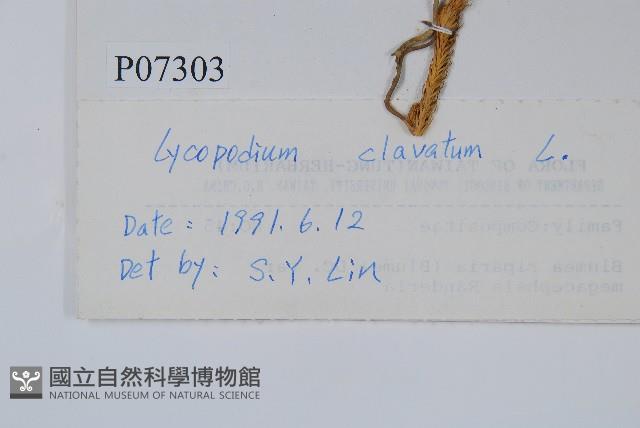 P07303
Lycopodium clavatum L.
Date: 1991.6.12
Det by: S.Y. Lin
國立自然科學博物館
NATIONAL MUSEUM OF NATURAL SCIENCE